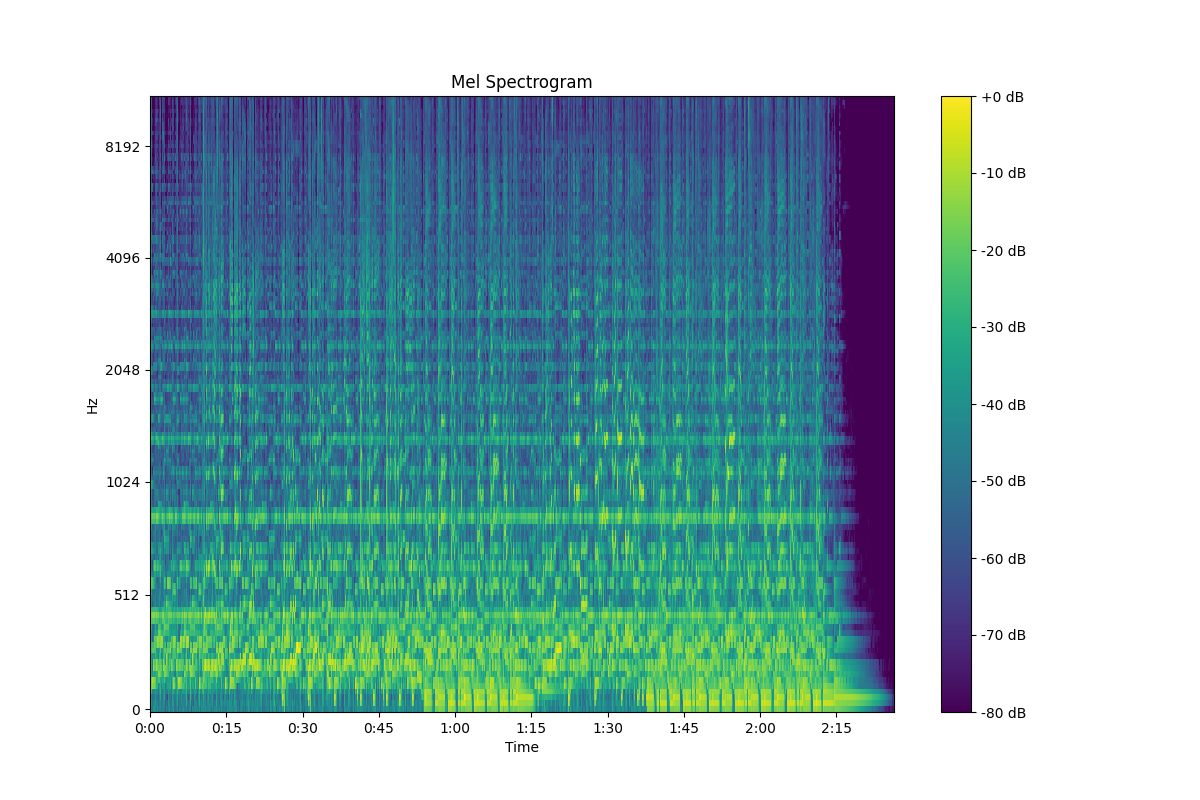 Mel Spectrogram
8192
4096
2048
1024
512
0
Hz
0:00 0:15 0:30 0:45 1:00 1:15 1:30 1:45 2:00 2:15
Time
+0 dB
-10 dB
-20 dB
-30 dB
-40 dB
-50 dB
-60 dB
-70 dB
-80 dB